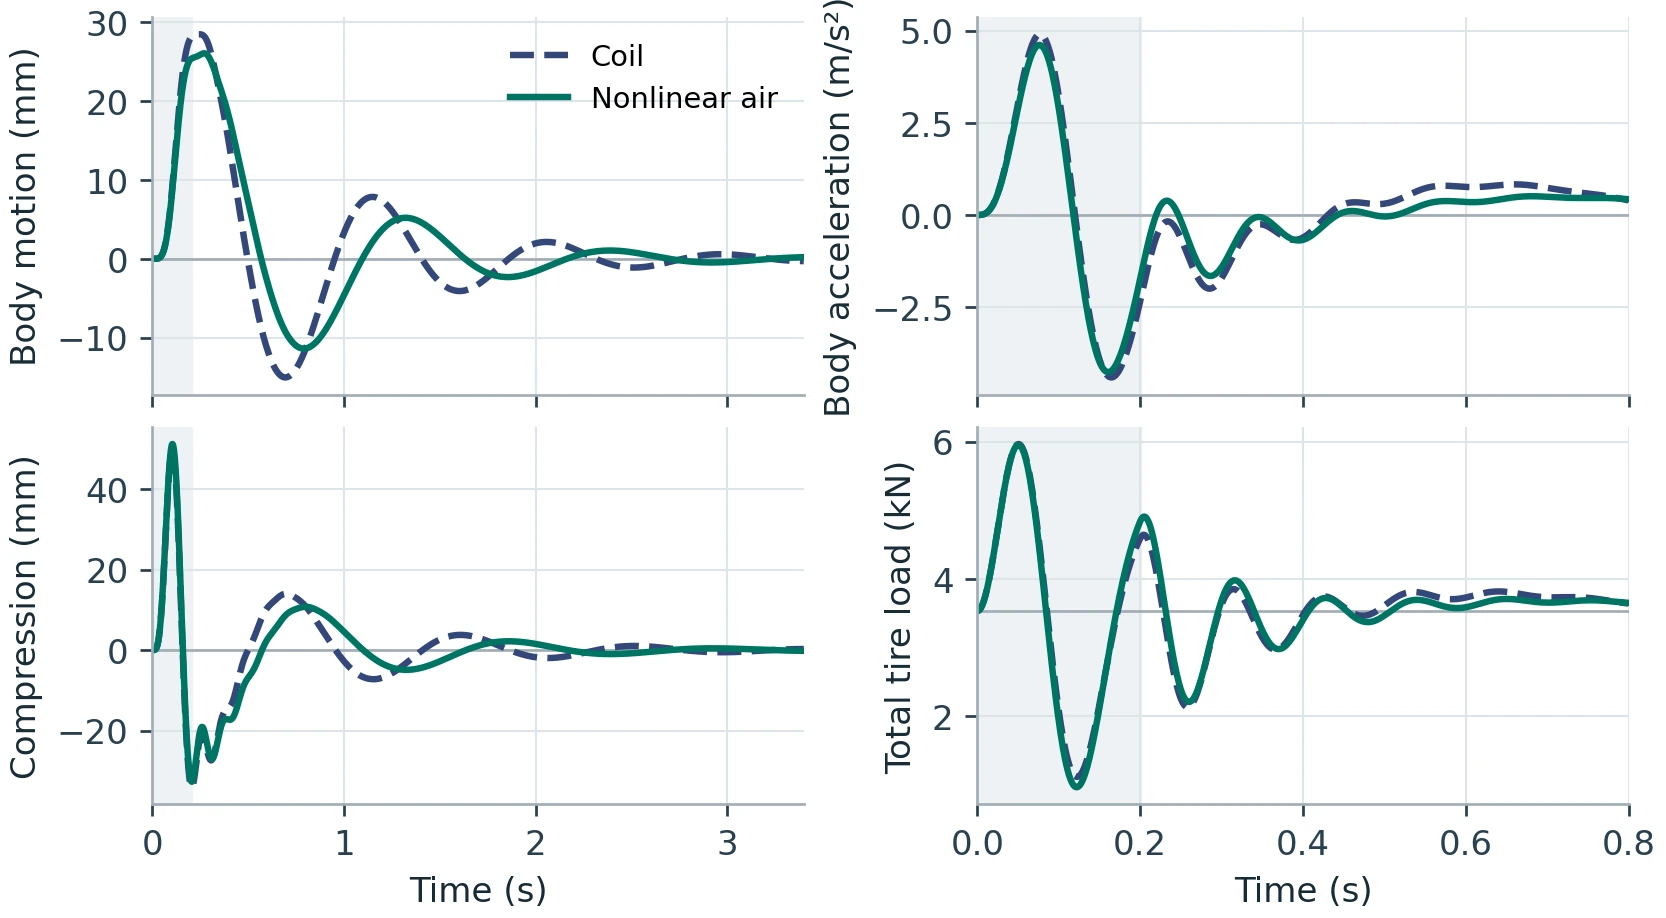 Body motion (mm)
30
20
10
0
−10
Coil
Nonlinear air
Body acceleration (m/s²)
5.0
2.5
0.0
−2.5
Compression (mm)
40
20
0
−20
0 1 2 3
Time (s)
Total tire load (kN)
6
4
2
0.0 0.2 0.4 0.6 0.8
Time (s)